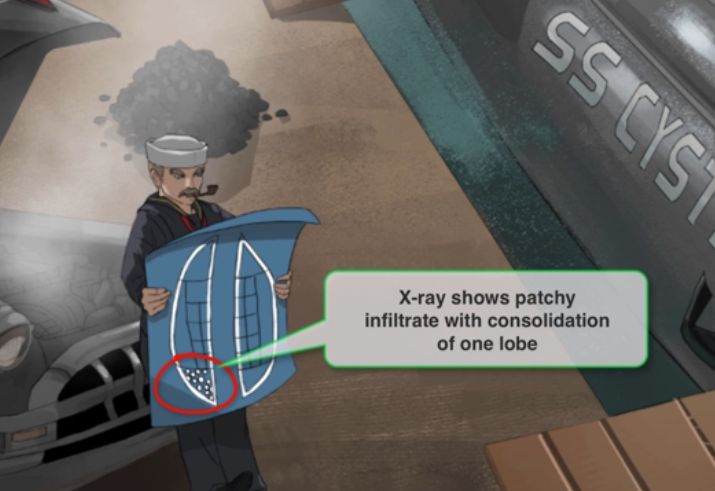 SS CYST
X-ray shows patchy
infiltrate with consolidation
of one lobe